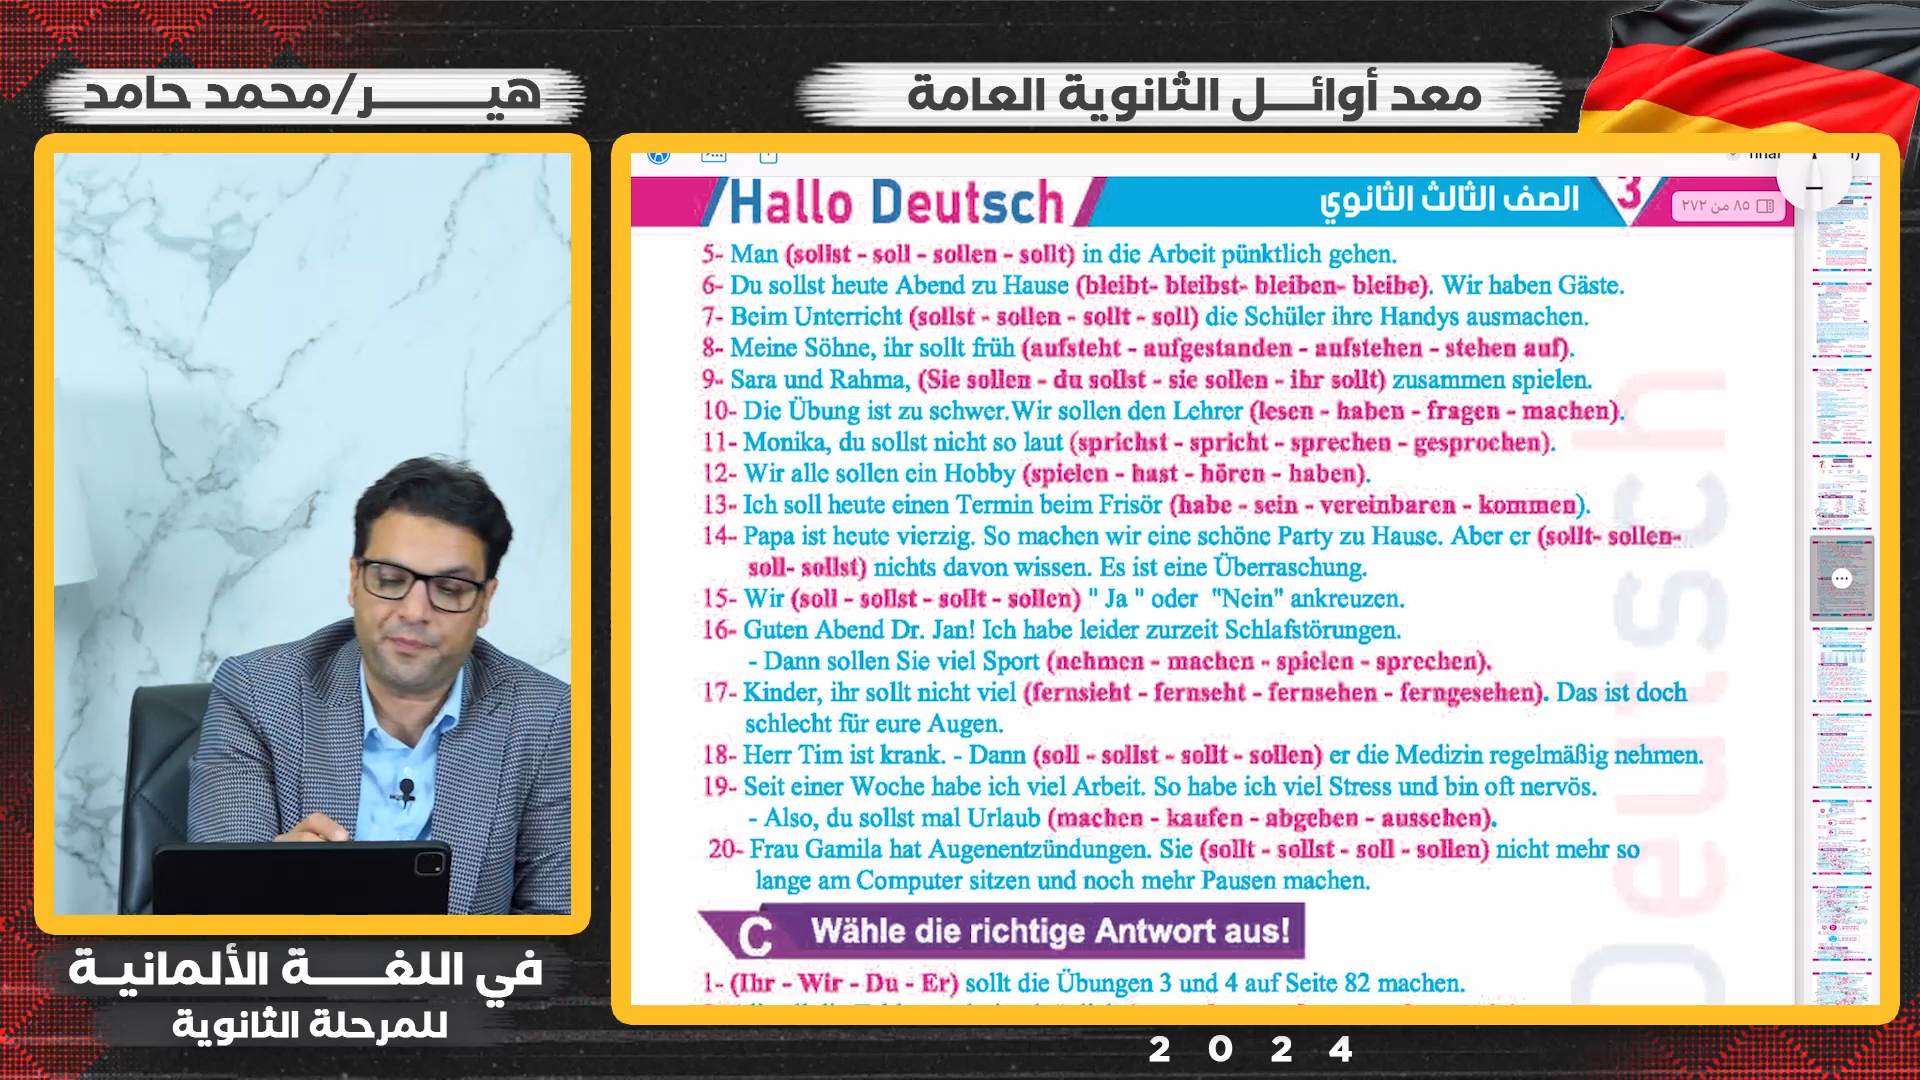 هيـــــر/محمد حامد
معد أوائـــل الثانوية العامة
Hallo Deutsch
الصف الثالث الثانوي
3
٨٥ من ٢٧٢
5- Man (sollst - soll - sollen - sollt) in die Arbeit pünktlich gehen.
6- Du sollst heute Abend zu Hause (bleibt- bleibst- bleiben- bleibe). Wir haben Gäste.
7- Beim Unterricht (sollst - sollen - sollt - soll) die Schüler ihre Handys ausmachen.
8- Meine Söhne, ihr sollt früh (aufsteht - aufgestanden - aufstehen - stehen auf).
9- Sara und Rahma, (Sie sollen - du sollst - sie sollen - ihr sollt) zusammen spielen.
10- Die Übung ist zu schwer.Wir sollen den Lehrer (lesen - haben - fragen - machen).
11- Monika, du sollst nicht so laut (sprichst - spricht - sprechen - gesprochen).
12- Wir alle sollen ein Hobby (spielen - hast - hören - haben).
13- Ich soll heute einen Termin beim Frisör (habe - sein - vereinbaren - kommen).
14- Papa ist heute vierzig. So machen wir eine schöne Party zu Hause. Aber er (sollt- sollen-
soll- sollst) nichts davon wissen. Es ist eine Überraschung.
15- Wir (soll - sollst - sollt - sollen) " Ja " oder "Nein" ankreuzen.
16- Guten Abend Dr. Jan! Ich habe leider zurzeit Schlafstörungen.
- Dann sollen Sie viel Sport (nehmen - machen - spielen - sprechen).
17- Kinder, ihr sollt nicht viel (fernsieht - fernseht - fernsehen - ferngesehen). Das ist doch
schlecht für eure Augen.
18- Herr Tim ist krank. - Dann (soll - sollst - sollt - sollen) er die Medizin regelmäßig nehmen.
19- Seit einer Woche habe ich viel Arbeit. So habe ich viel Stress und bin oft nervös.
- Also, du sollst mal Urlaub (machen - kaufen - abgeben - aussehen).
20- Frau Gamila hat Augenentzündungen. Sie (sollt - sollst - soll - sollen) nicht mehr so
lange am Computer sitzen und noch mehr Pausen machen.
C Wähle die richtige Antwort aus!
1- (Ihr - Wir - Du - Er) sollt die Übungen 3 und 4 auf Seite 82 machen.
Deutsch
في اللغـــــة الألمانيـة
للمرحلة الثانوية
2 0 2 4